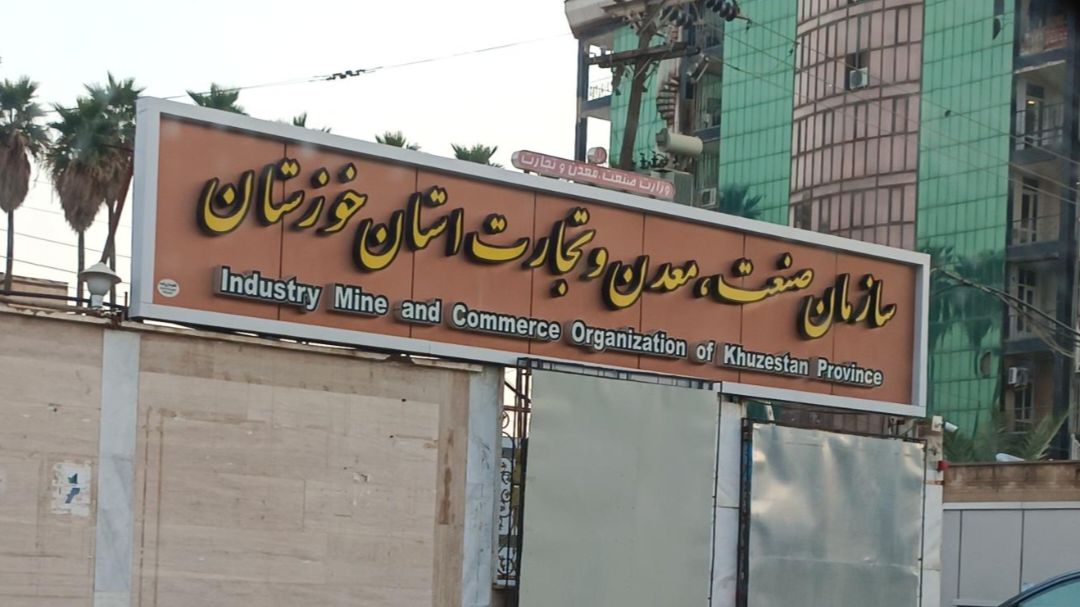 وزارت صنعت، معدن و تجارت
سازمان صنعت، معدن و تجارت استان خوزستان
Industry Mine and Commerce Organization of Khuzestan Province